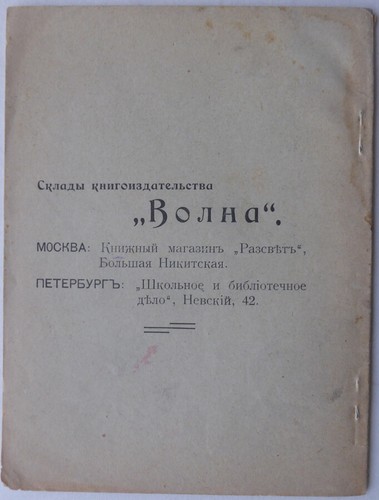 Склады книгоиздательства
„Волна“.
МОСКВА: Книжный магазинъ „Разсвѣтъ“,
Большая Никитская.
ПЕТЕРБУРГЪ: „Школьное и библіотечное
дѣло“, Невскій, 42.